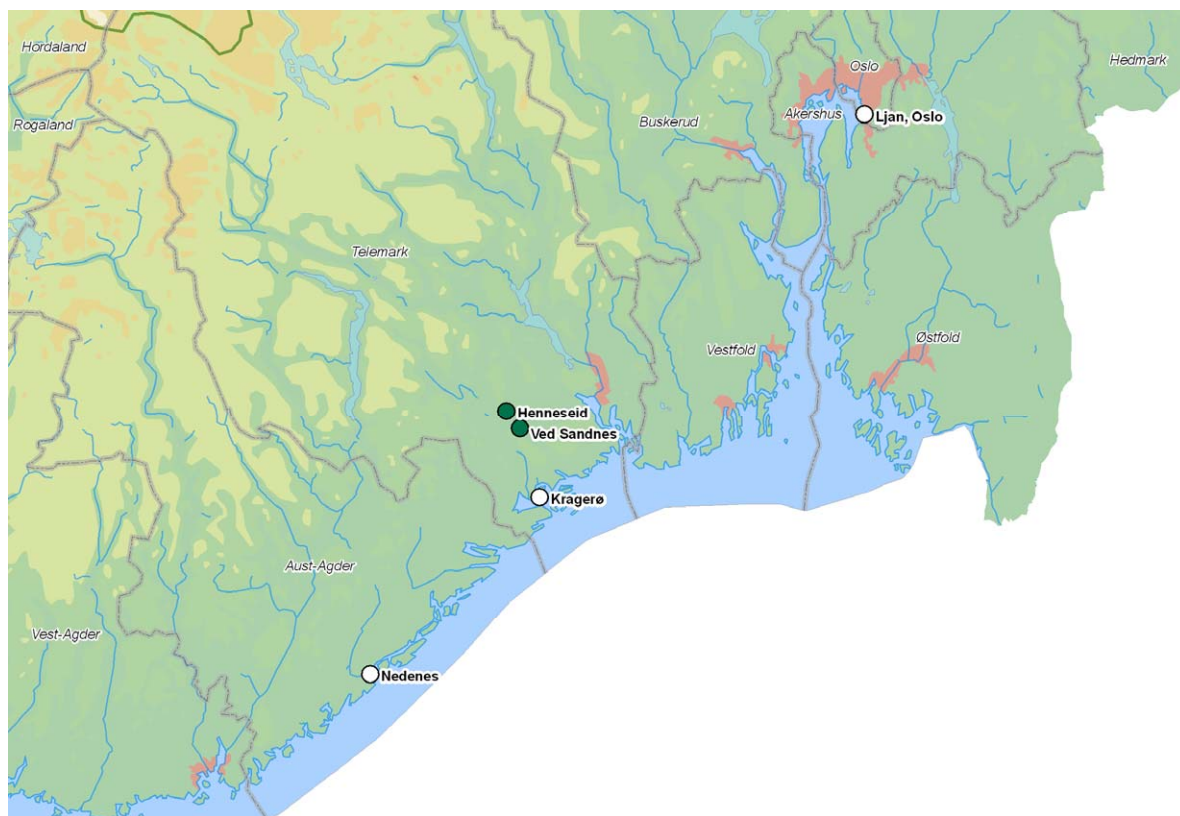 Hordaland
Oslo
Hedmark
Rogaland
Buskerud
Akershus
Ljan, Oslo
Telemark
Østfold
Vestfold
Henneseid
Ved Sandnes
Kragerø
Aust-Agder
Vest-Agder
Nedenes